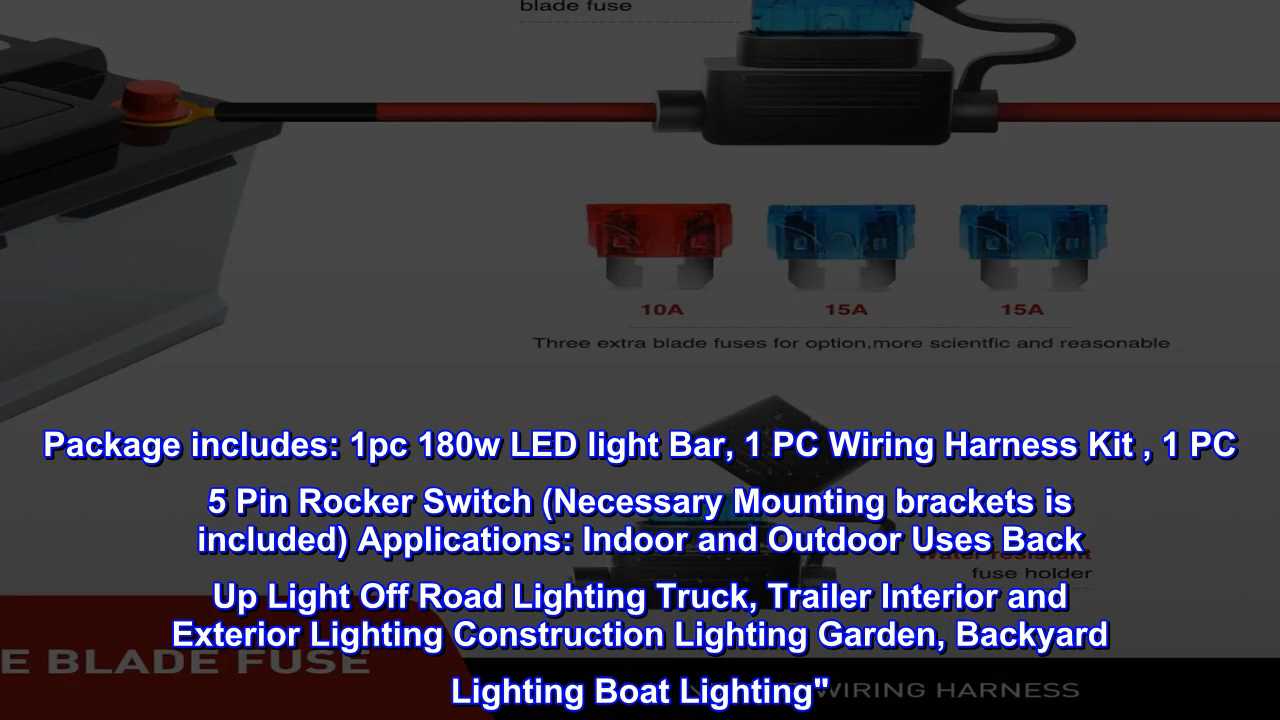 blade fuse
10A 15A 15A
Three extra blade fuses for option,more scientfic and reasonable
Package includes: 1pc 180w LED light Bar, 1 PC Wiring Harness Kit , 1 PC
5 Pin Rocker Switch (Necessary Mounting brackets is
included) Applications: Indoor and Outdoor Uses Back
Water-resistant
fuse holder
Up Light Off Road Lighting Truck, Trailer Interior and
Exterior Lighting Construction Lighting Garden, Backyard
E BLADE FUSE
Lighting Boat Lighting"
WIRING HARNESS